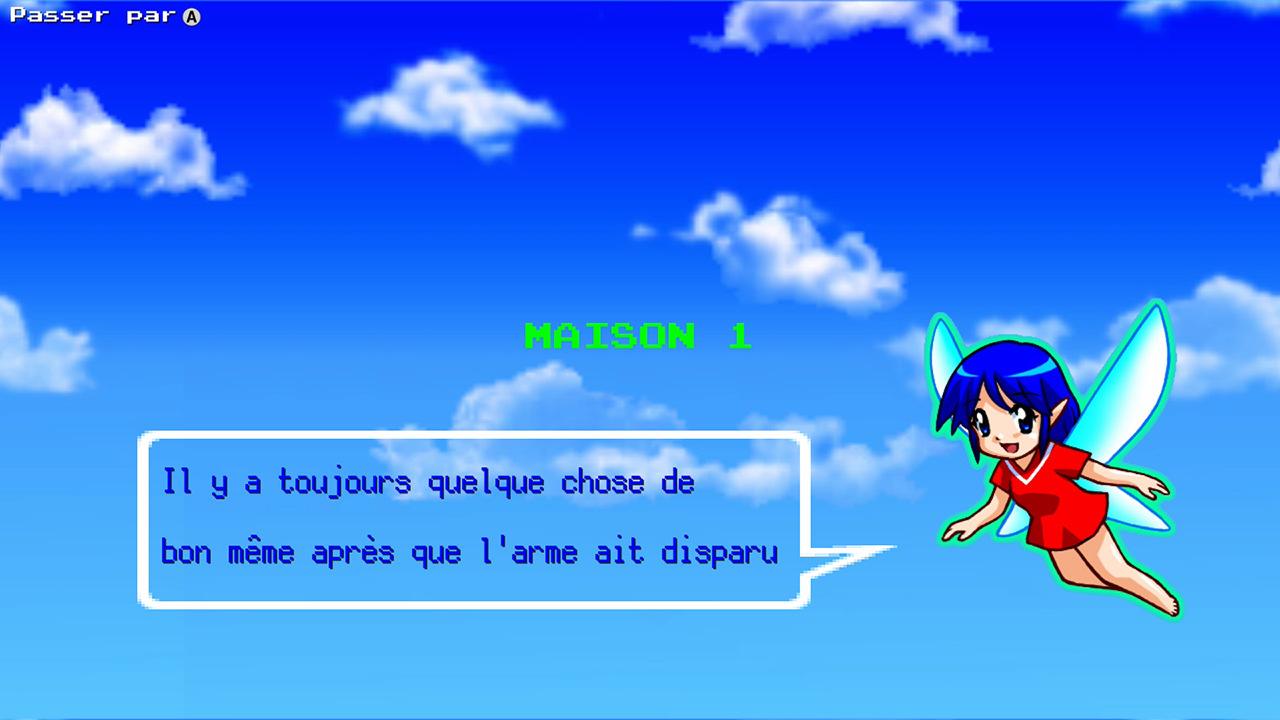 Passer par A
MAISON 1
Il y a toujours quelque chose de
bon même après que l'arme ait disparu